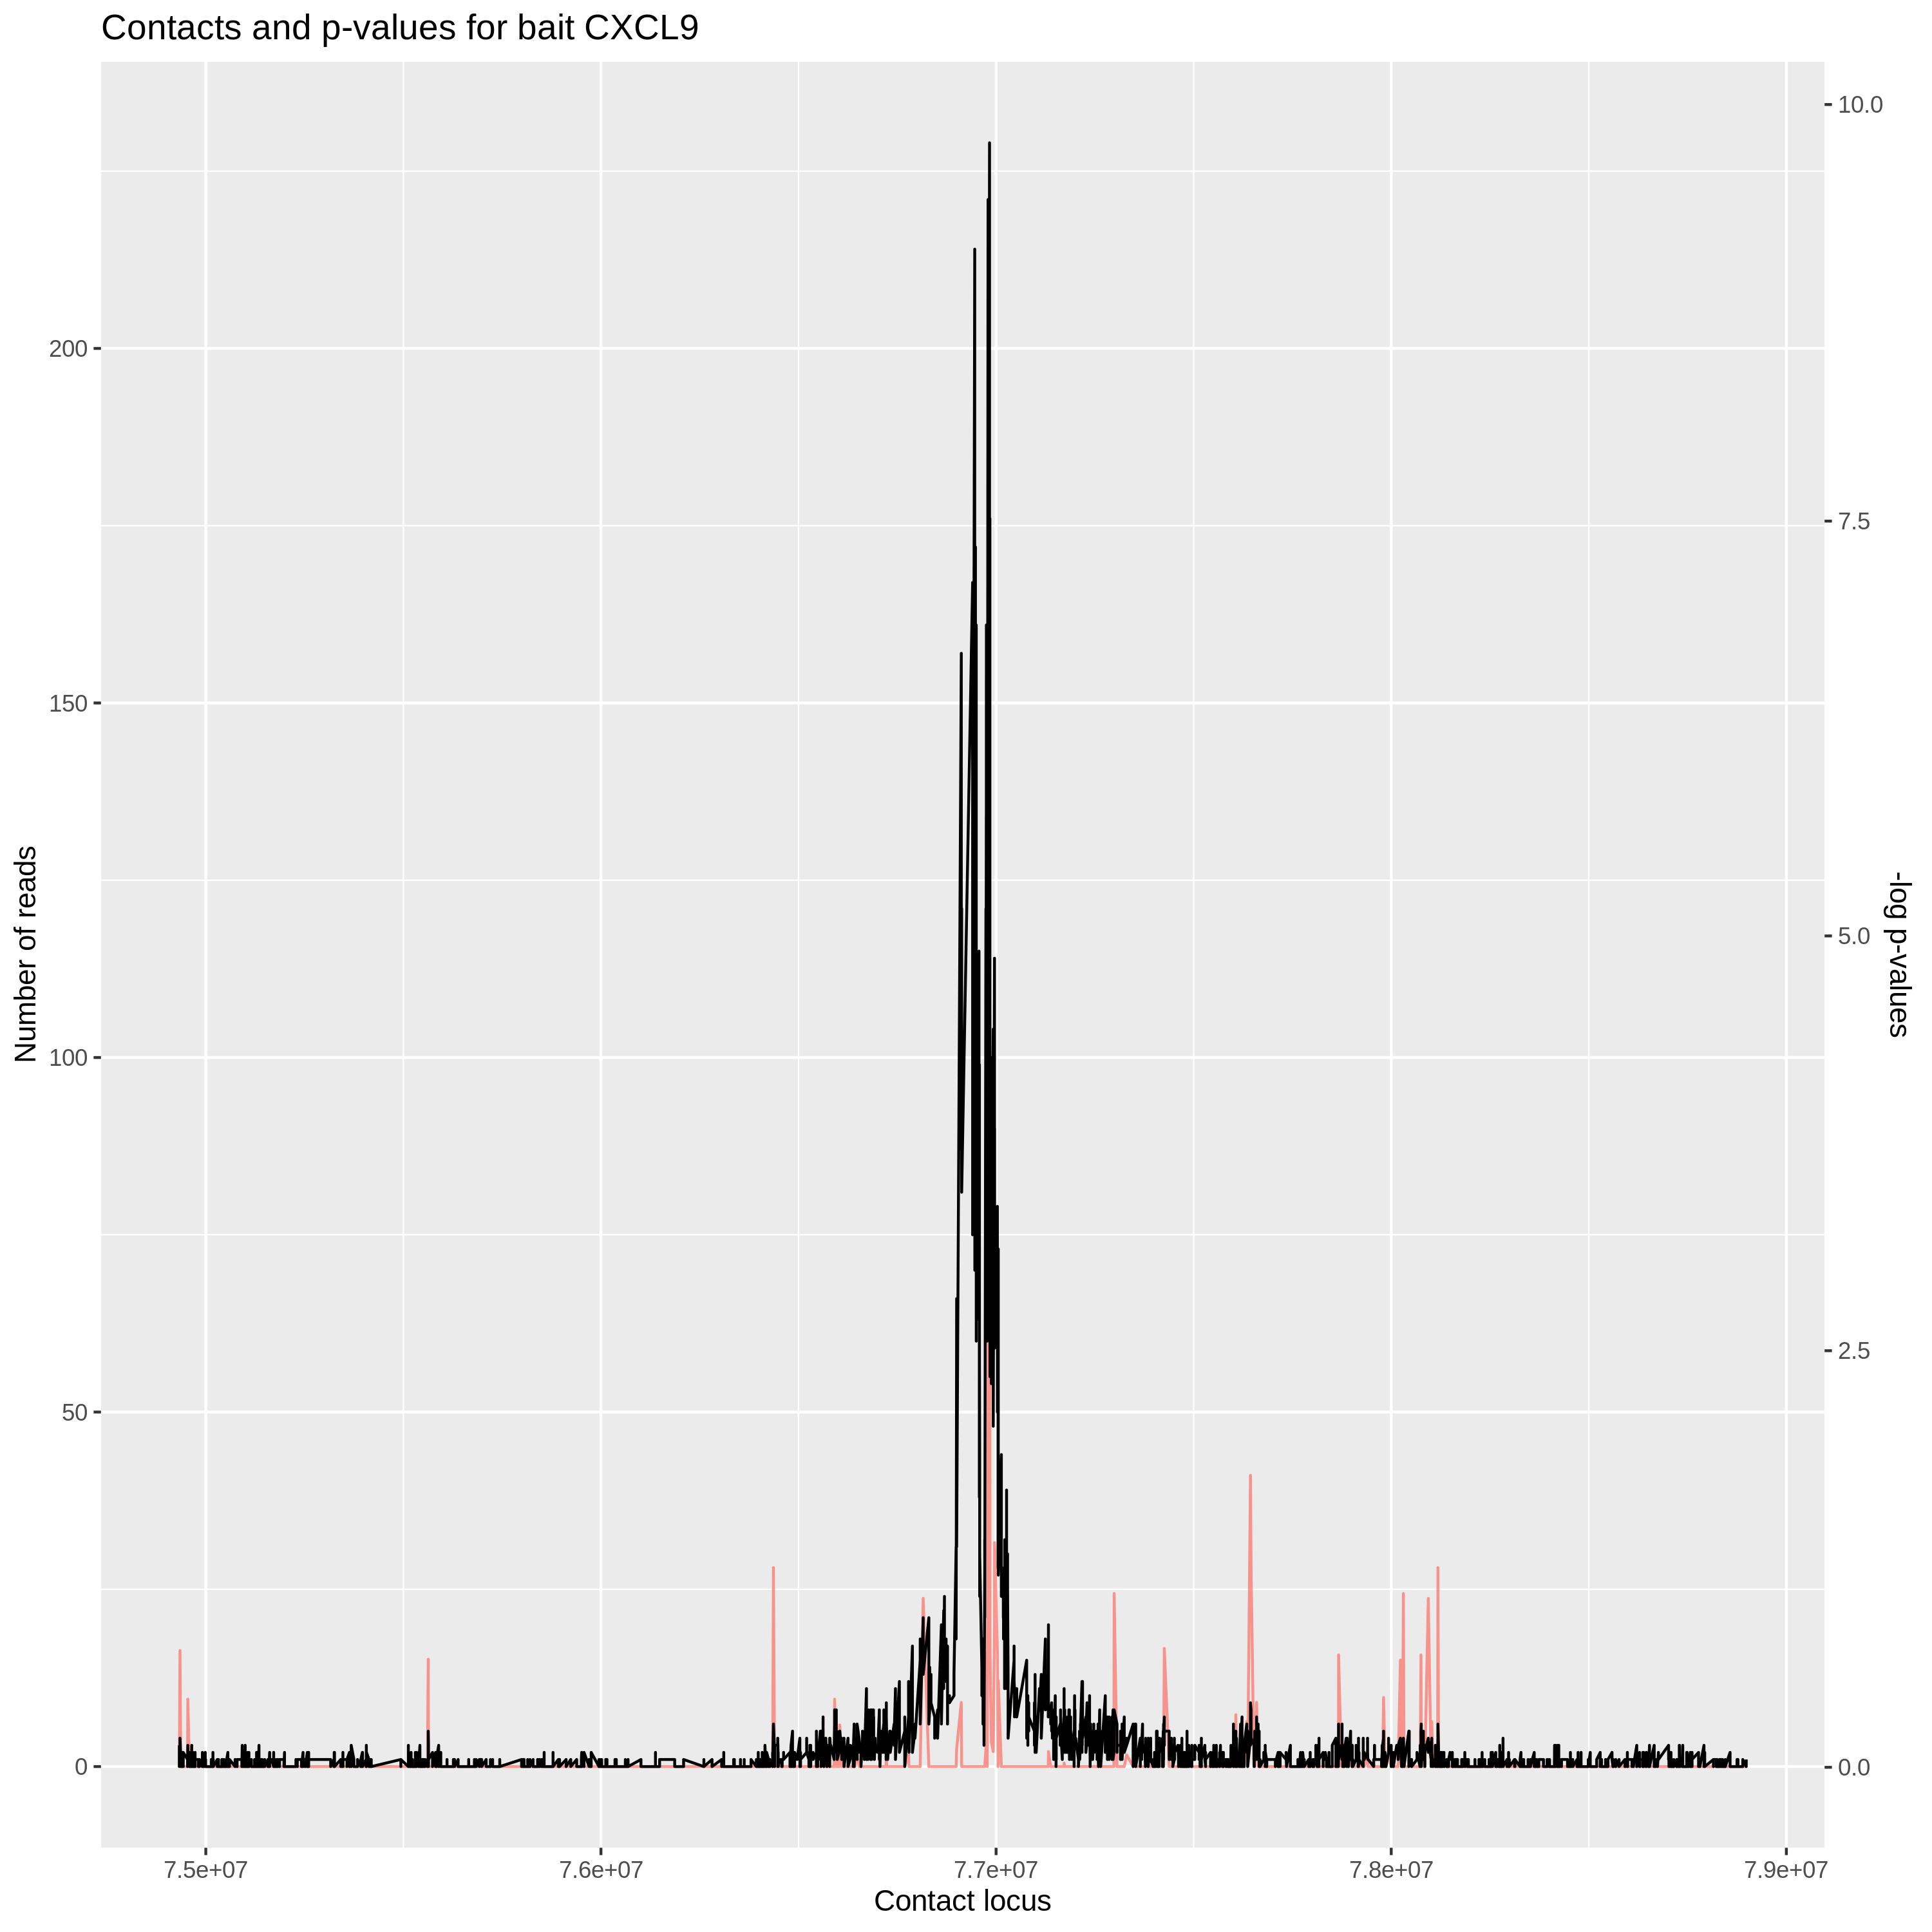 Contacts and p-values for bait CXCL9
Number of reads
200
150
100
50
0
10.0
7.5
5.0
2.5
0.0
-log p-values
7.5e+07
7.6e+07
7.7e+07
7.8e+07
7.9e+07
Contact locus